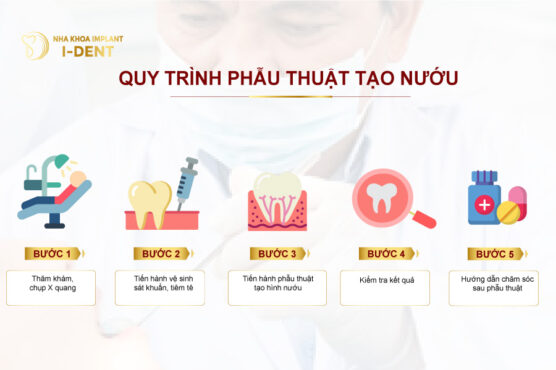 NHA KHOA IMPLANT
I-DENT
QUY TRÌNH PHẪU THUẬT TẠO NƯỚU
BƯỚC 1
Thăm khám,
chụp X quang
BƯỚC 2
Tiến hành vệ sinh
sát khuẩn, tiêm tê
BƯỚC 3
Tiến hành phẫu thuật
tạo hình nướu
BƯỚC 4
Kiểm tra kết quả
BƯỚC 5
Hướng dẫn chăm sóc
sau phẫu thuật